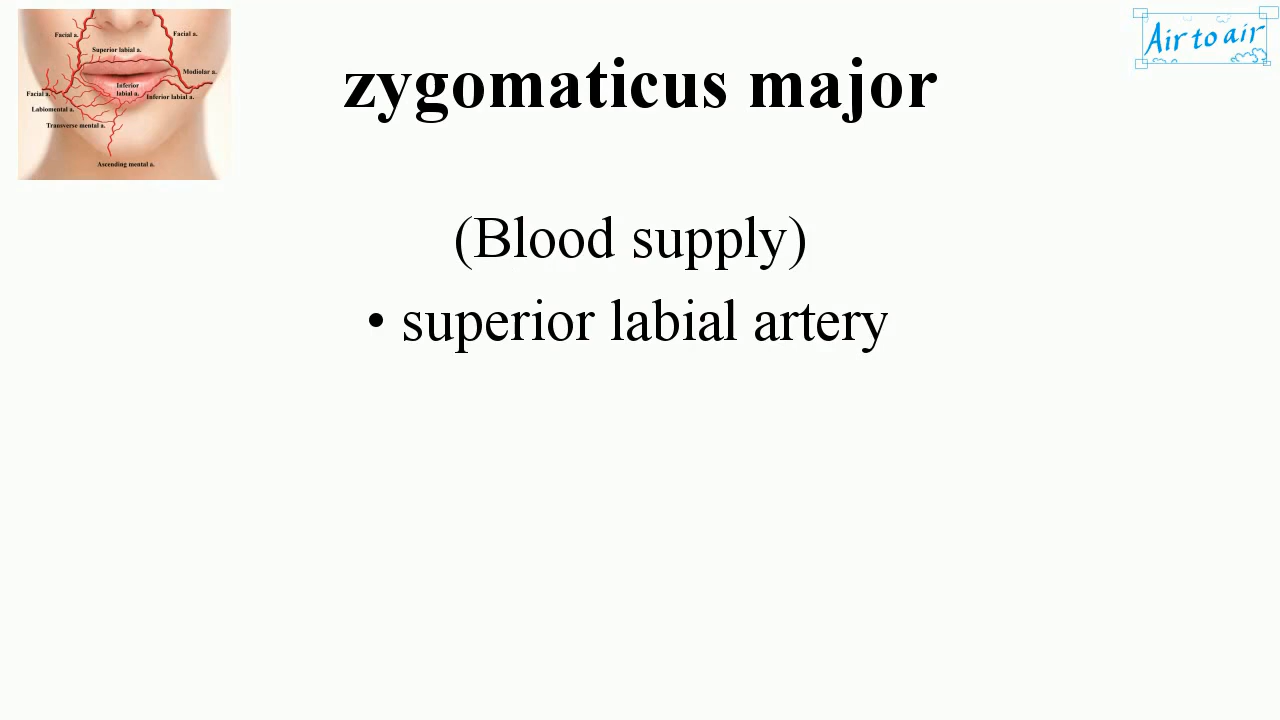 Facial a.
Facial a.
Superior labial a.
Modiolar a.
Inferior
labial a.
Facial a.
Inferior labial a.
Labiomental a.
Transverse mental a.
Ascending mental a.
Air to air
zygomaticus major
(Blood supply)
• superior labial artery